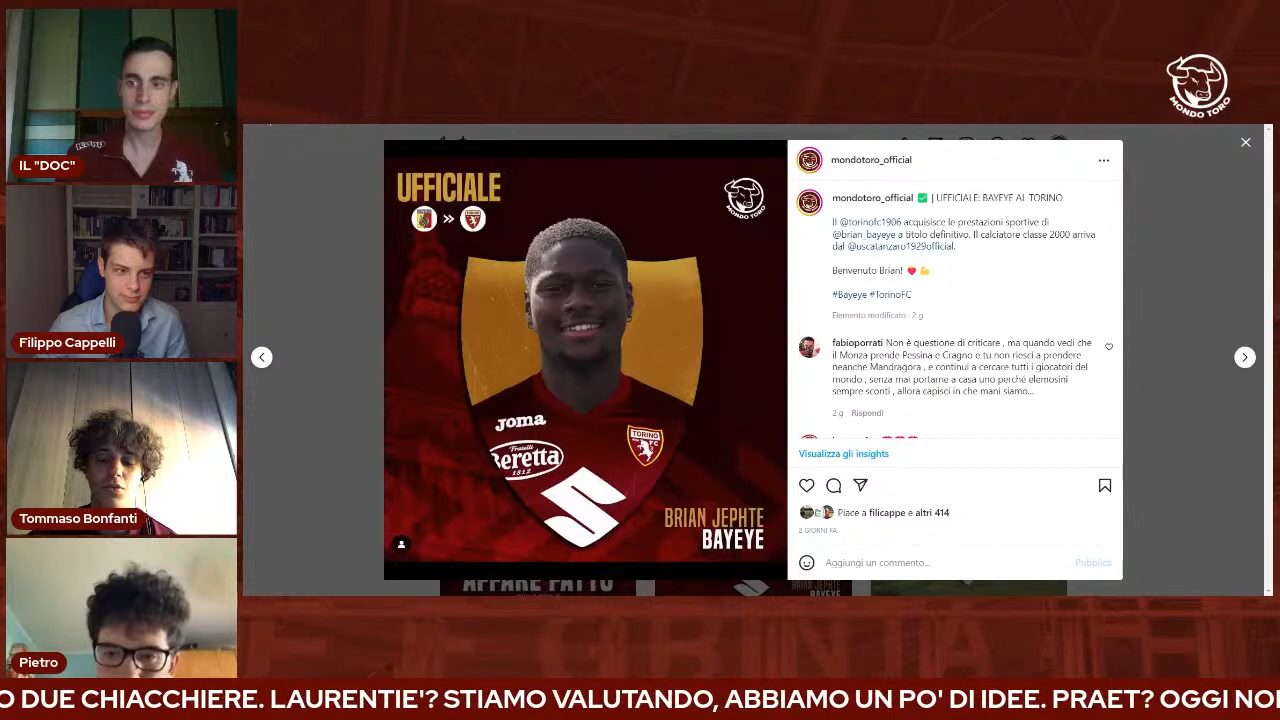 IL "DOC"
Filippo Cappelli
Tommaso Bonfanti
Pietro
MONDO TORO
UFFICIALE
MONDO TORO
Joma
Fratelli
Beretta
1812
TORINO
FC
BRIAN JEPHTE
BAYEYE
mondotoro_official
mondotoro_official ✅ | UFFICIALE: BAYEYE AL TORINO
Il @torinofc1906 acquisisce le prestazioni sportive di
@brian_bayeye a titolo definitivo. Il calciatore classe 2000 arriva
dal @uscatanzaro1929official.
Benvenuto Brian! ❤️ 💪
#Bayeye #TorinoFC
Elemento modificato · 2 g
fabioporrati Non è questione di criticare , ma quando vedi che
il Monza prende Pessina e Cragno e tu non riesci a prendere
neanche Mandragora , e continui a cercare tutti i giocatori del
mondo , senza mai portarne a casa uno perché elemosini
sempre sconti , allora capisci in che mani siamo...
2 g Rispondi
Visualizza gli insights
Piace a filicappe e altri 414
2 GIORNI FA
Aggiungi un commento...
Pubblica
AFFARE FATTO
BRIAN JEPHTE
O DUE CHIACCHIERE. LAURENTIE'? STIAMO VALUTANDO, ABBIAMO UN PO' DI IDEE. PRAET? OGGI NO